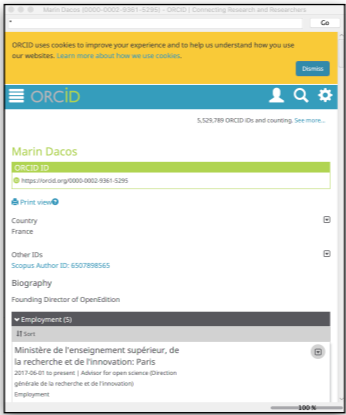 Marin Dacos (0000-0002-9361-5295) - ORCID | Connecting Research and Researchers
Go
ORCID uses cookies to improve your experience and to help us understand how you use
our websites. Learn more about how we use cookies.
Dismiss
ORCID
5,529,789 ORCID iDs and counting. See more...
Marin Dacos
ORCID ID
https://orcid.org/0000-0002-9361-5295
Print view
Country
France
Other IDs
Scopus Author ID: 6507898565
Biography
Founding Director of OpenEdition
Employment (5)
Sort
Ministère de l'enseignement supérieur, de
la recherche et de l'innovation: Paris
2017-06-01 to present | Advisor for open science (Direction
générale de la recherche et de l'innovation)
Employment
100 %